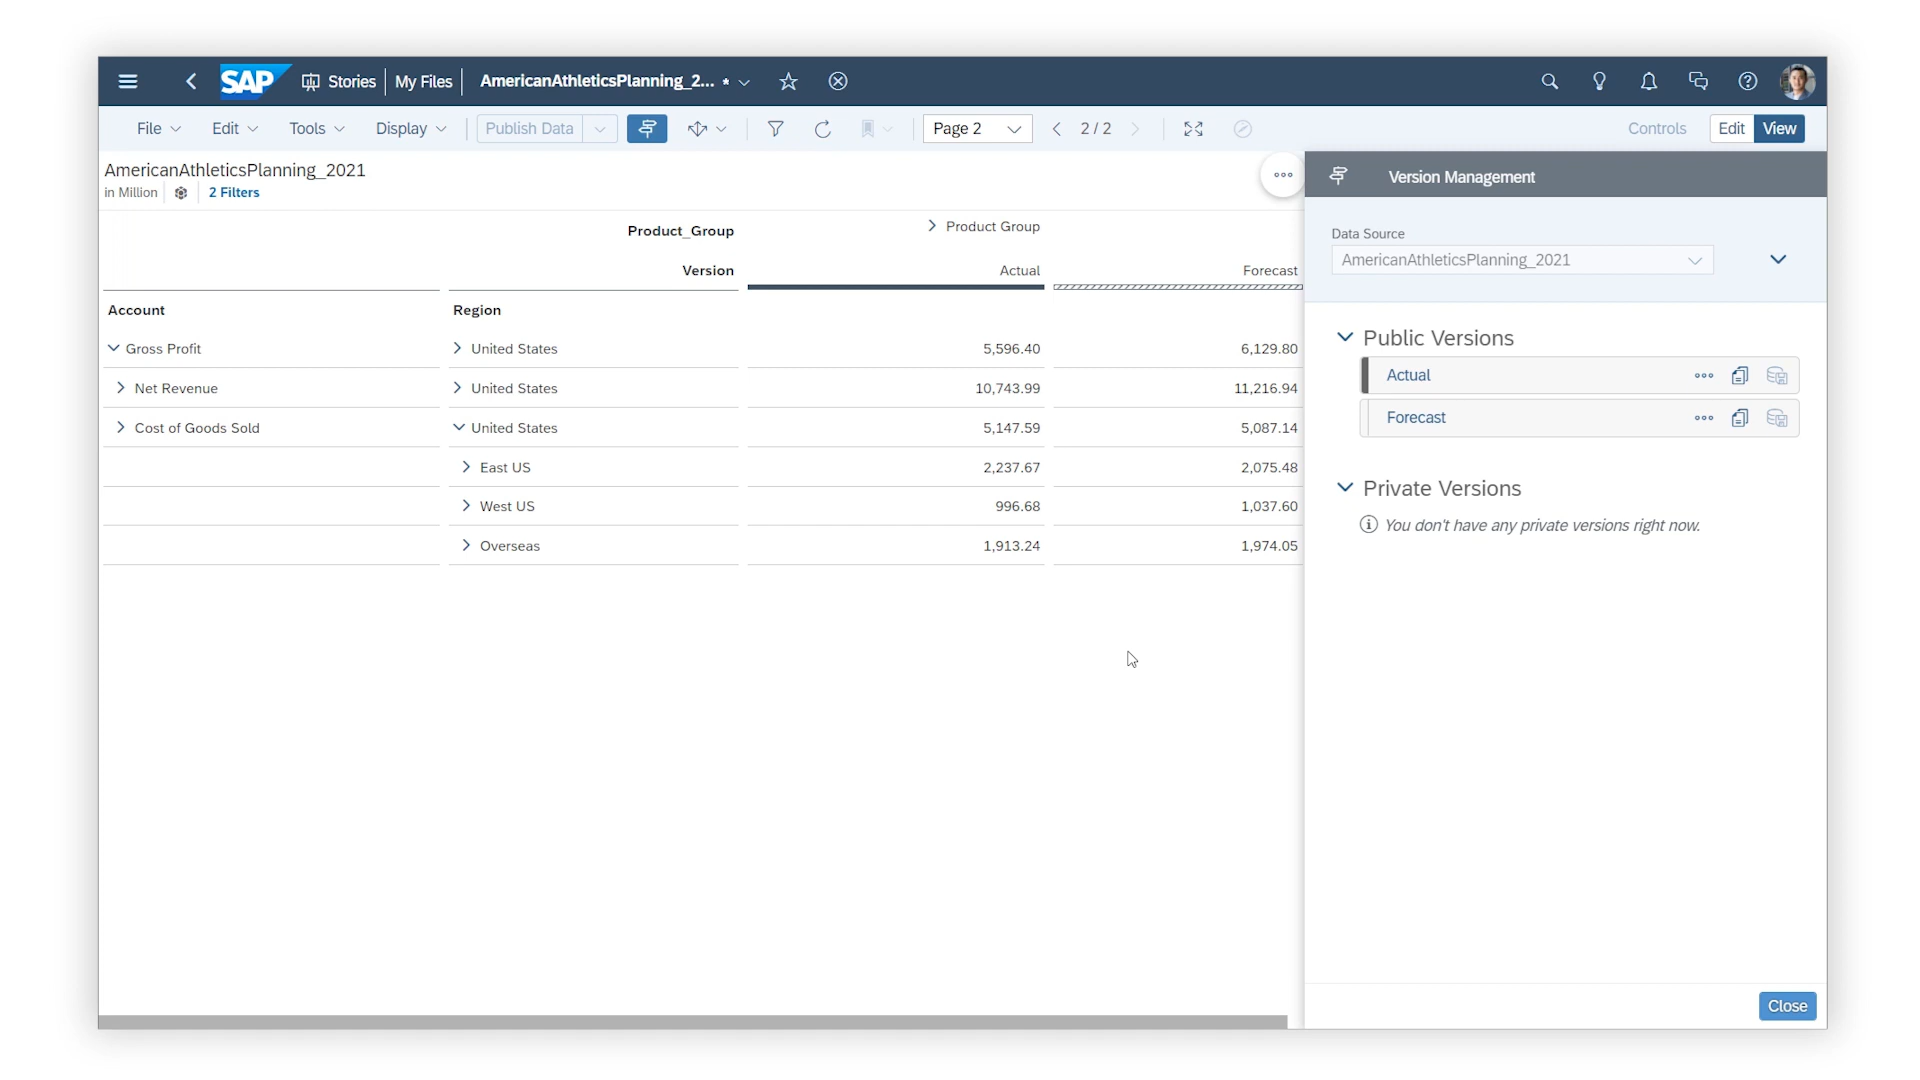 SAP Stories My Files AmericanAthleticsPlanning_2... *
File Edit Tools Display Publish Data Page 2 2 / 2 Controls Edit View
AmericanAthleticsPlanning_2021
in Million 2 Filters
Product_Group Product Group
Version Actual Forecast
Account Region
Gross Profit United States 5,596.40 6,129.80
Net Revenue United States 10,743.99 11,216.94
Cost of Goods Sold United States 5,147.59 5,087.14
East US 2,237.67 2,075.48
West US 996.68 1,037.60
Overseas 1,913.24 1,974.05
Version Management
Data Source
AmericanAthleticsPlanning_2021
Public Versions
Actual
Forecast
Private Versions
You don't have any private versions right now.
Close